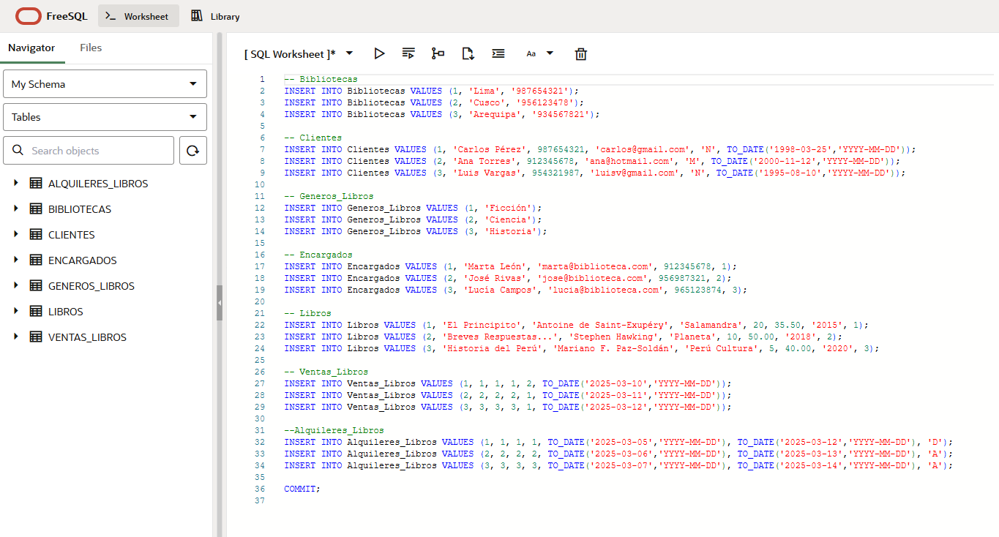 FreeSQL
Worksheet
Library
Navigator
Files
My Schema
Tables
Search objects
ALQUILERES_LIBROS
BIBLIOTECAS
CLIENTES
ENCARGADOS
GENEROS_LIBROS
LIBROS
VENTAS_LIBROS
[ SQL Worksheet ]*
Aa
1 -- Bibliotecas
2 INSERT INTO Bibliotecas VALUES (1, 'Lima', '987654321');
3 INSERT INTO Bibliotecas VALUES (2, 'Cusco', '956123478');
4 INSERT INTO Bibliotecas VALUES (3, 'Arequipa', '934567821');
5
6 -- Clientes
7 INSERT INTO Clientes VALUES (1, 'Carlos Pérez', 987654321, 'carlos@gmail.com', 'N', TO_DATE('1998-03-25','YYYY-MM-DD'));
8 INSERT INTO Clientes VALUES (2, 'Ana Torres', 912345678, 'ana@hotmail.com', 'M', TO_DATE('2000-11-12','YYYY-MM-DD'));
9 INSERT INTO Clientes VALUES (3, 'Luis Vargas', 954321987, 'luisv@gmail.com', 'N', TO_DATE('1995-08-10','YYYY-MM-DD'));
10
11 -- Generos_Libros
12 INSERT INTO Generos_Libros VALUES (1, 'Ficción');
13 INSERT INTO Generos_Libros VALUES (2, 'Ciencia');
14 INSERT INTO Generos_Libros VALUES (3, 'Historia');
15
16 -- Encargados
17 INSERT INTO Encargados VALUES (1, 'Marta León', 'marta@biblioteca.com', 912345678, 1);
18 INSERT INTO Encargados VALUES (2, 'José Rivas', 'jose@biblioteca.com', 956987321, 2);
19 INSERT INTO Encargados VALUES (3, 'Lucía Campos', 'lucia@biblioteca.com', 965123874, 3);
20
21 -- Libros
22 INSERT INTO Libros VALUES (1, 'El Principito', 'Antoine de Saint-Exupéry', 'Salamandra', 20, 35.50, '2015', 1);
23 INSERT INTO Libros VALUES (2, 'Breves Respuestas...', 'Stephen Hawking', 'Planeta', 10, 50.00, '2018', 2);
24 INSERT INTO Libros VALUES (3, 'Historia del Perú', 'Mariano F. Paz-Soldán', 'Perú Cultura', 5, 40.00, '2020', 3);
25
26 -- Ventas_Libros
27 INSERT INTO Ventas_Libros VALUES (1, 1, 1, 1, 2, TO_DATE('2025-03-10','YYYY-MM-DD'));
28 INSERT INTO Ventas_Libros VALUES (2, 2, 2, 2, 1, TO_DATE('2025-03-11','YYYY-MM-DD'));
29 INSERT INTO Ventas_Libros VALUES (3, 3, 3, 3, 1, TO_DATE('2025-03-12','YYYY-MM-DD'));
30
31 --Alquileres_Libros
32 INSERT INTO Alquileres_Libros VALUES (1, 1, 1, 1, TO_DATE('2025-03-05','YYYY-MM-DD'), TO_DATE('2025-03-12','YYYY-MM-DD'), 'D');
33 INSERT INTO Alquileres_Libros VALUES (2, 2, 2, 2, TO_DATE('2025-03-06','YYYY-MM-DD'), TO_DATE('2025-03-13','YYYY-MM-DD'), 'A');
34 INSERT INTO Alquileres_Libros VALUES (3, 3, 3, 3, TO_DATE('2025-03-07','YYYY-MM-DD'), TO_DATE('2025-03-14','YYYY-MM-DD'), 'A');
35
36 COMMIT;
37